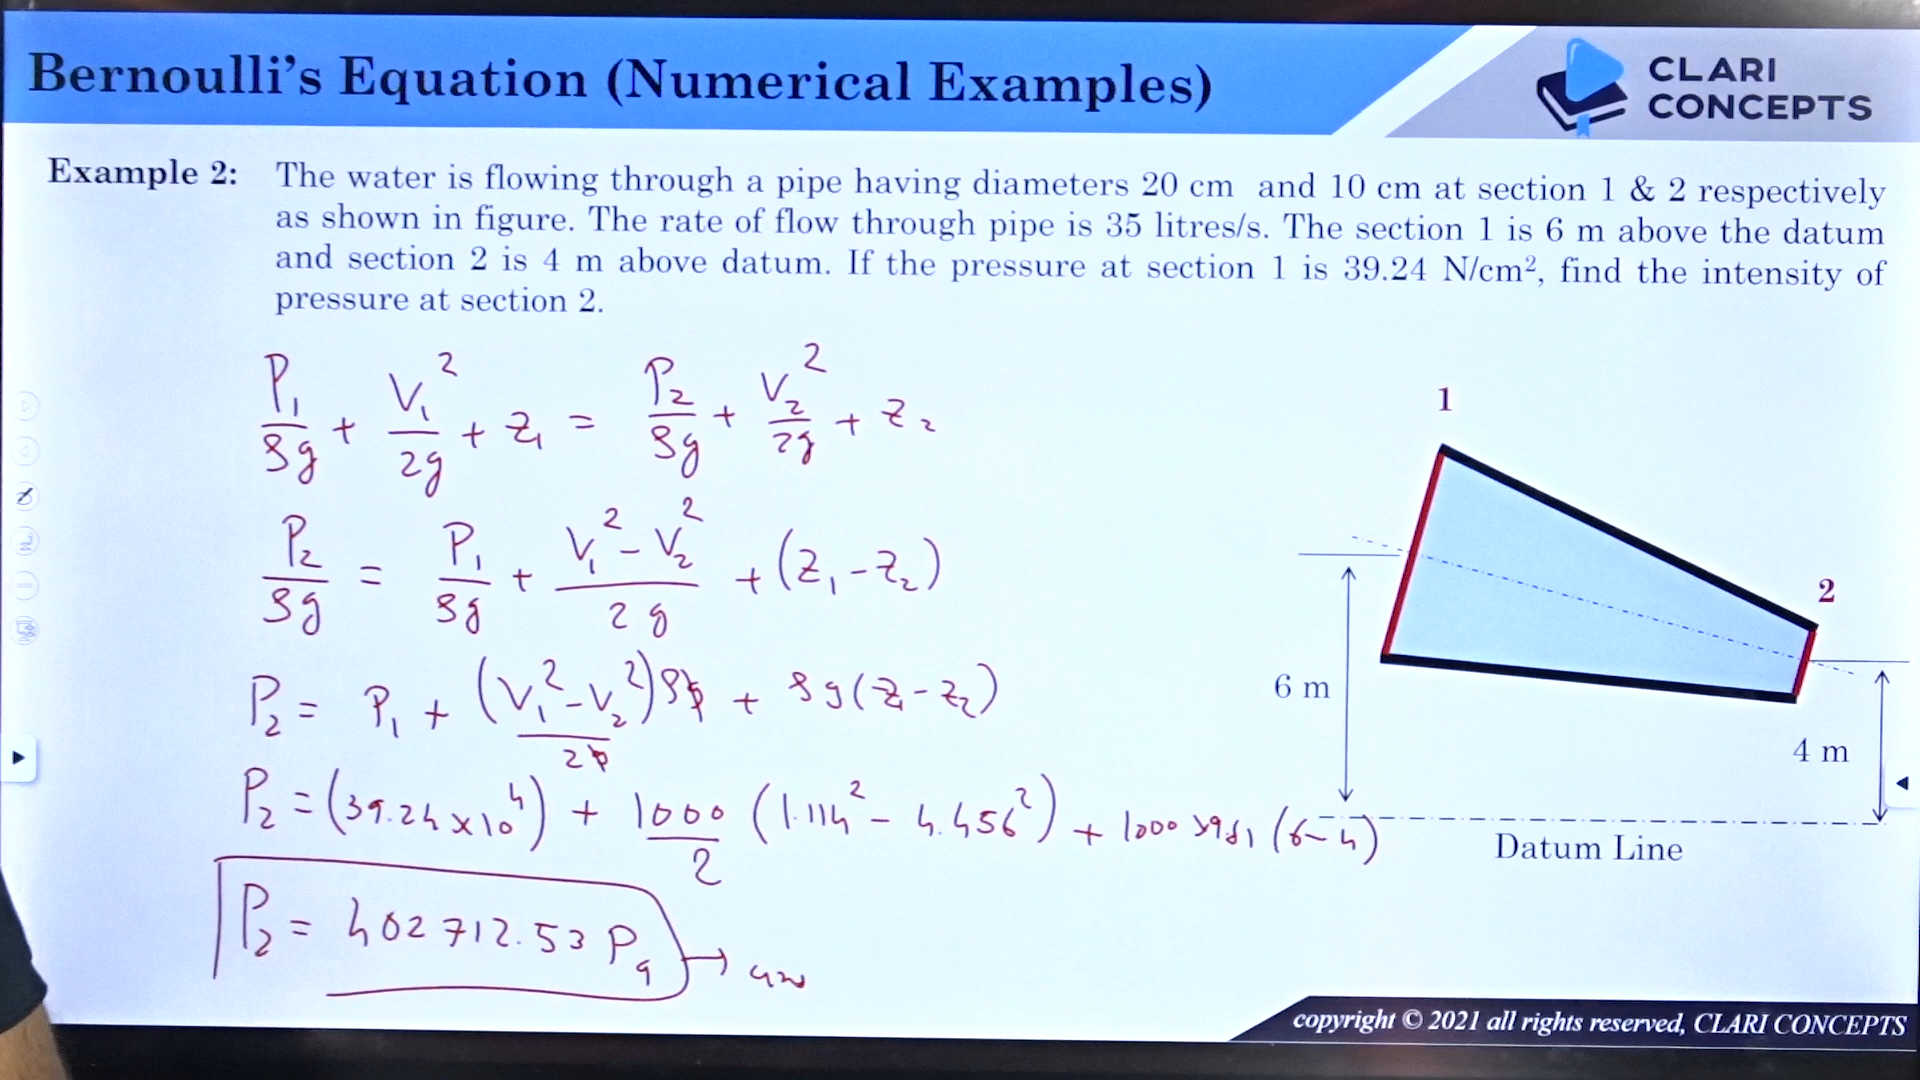 Bernoulli's Equation (Numerical Examples)
CLARI
CONCEPTS
Example 2: The water is flowing through a pipe having diameters 20 cm and 10 cm at section 1 & 2 respectively
as shown in figure. The rate of flow through pipe is 35 litres/s. The section 1 is 6 m above the datum
and section 2 is 4 m above datum. If the pressure at section 1 is 39.24 N/cm², find the intensity of
pressure at section 2.
P₁/ρg + V₁²/2g + Z₁ = P₂/ρg + V₂²/2g + Z₂
P₂/ρg = P₁/ρg + (V₁² - V₂²)/2g + (Z₁ - Z₂)
P₂ = P₁ + (V₁² - V₂²)ρg/2g + ρg(Z₁ - Z₂)
P₂ = (39.24 × 10⁴) + 1000/2 (1.114² - 4.456²) + 1000 × 9.81 (6 - 4)
P₂ = 402712.53 Pa
1
2
6 m
4 m
Datum Line
copyright © 2021 all rights reserved, CLARI CONCEPTS